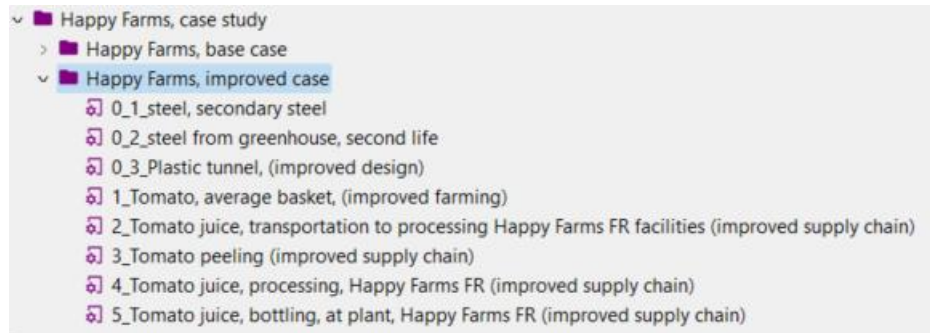 Happy Farms, case study
Happy Farms, base case
Happy Farms, improved case
0_1_steel, secondary steel
0_2_steel from greenhouse, second life
0_3_Plastic tunnel, (improved design)
1_Tomato, average basket, (improved farming)
2_Tomato juice, transportation to processing Happy Farms FR facilities (improved supply chain)
3_Tomato peeling (improved supply chain)
4_Tomato juice, processing, Happy Farms FR (improved supply chain)
5_Tomato juice, bottling, at plant, Happy Farms FR (improved supply chain)